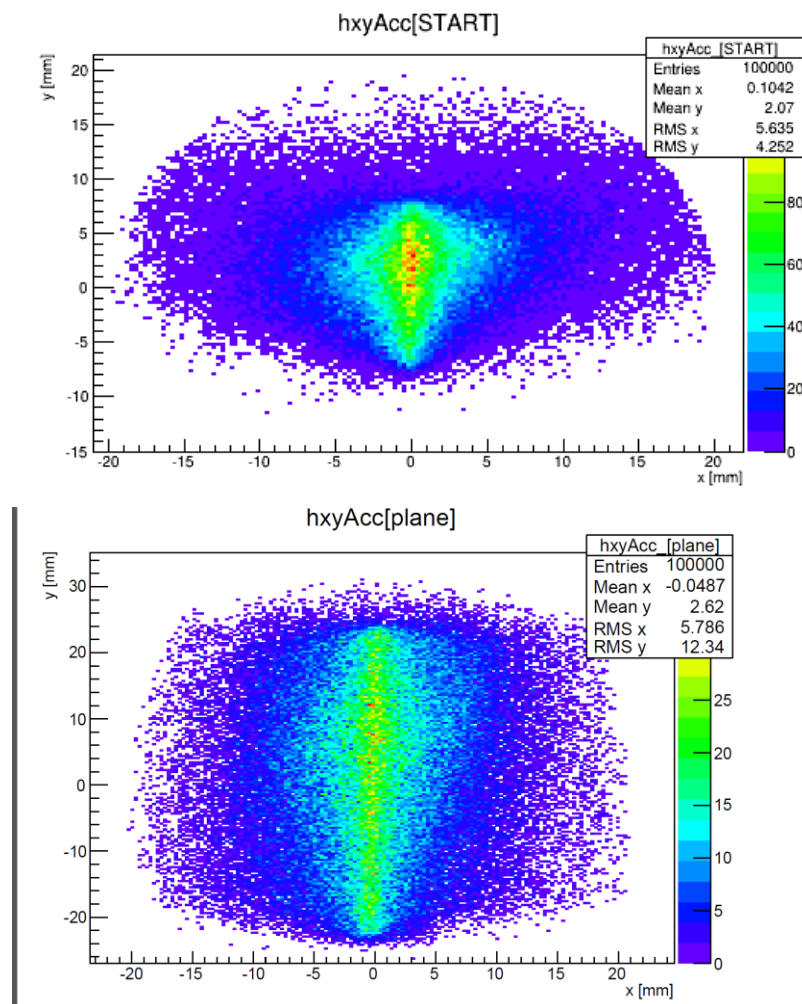 hxyAcc[START]
y [mm]
hxyAcc_[START]
Entries 100000
Mean x 0.1042
Mean y 2.07
RMS x 5.635
RMS y 4.252
20
15
10
5
0
-5
-10
-15
80
60
40
20
0
-20 -15 -10 -5 0 5 10 15 20
x [mm]
hxyAcc[plane]
y [mm]
hxyAcc_[plane]
Entries 100000
Mean x -0.0487
Mean y 2.62
RMS x 5.786
RMS y 12.34
30
20
10
0
-10
-20
25
20
15
10
5
0
-20 -15 -10 -5 0 5 10 15 20
x [mm]